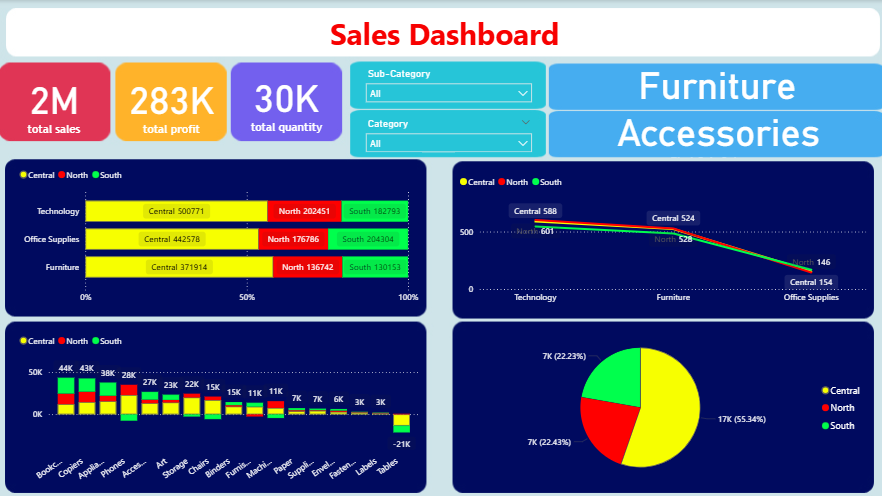 Sales Dashboard
2M
total sales
283K
total profit
30K
total quantity
Sub-Category
All
Category
All
Furniture
Accessories
Central North South
Technology Central 500771 North 202451 South 182793
Office Supplies Central 442578 North 176786 South 204304
Furniture Central 371914 North 136742 South 130153
0% 50% 100%
Central North South
500
0
Central 588
North 601
Central 524
North 528
North 146
Central 154
Technology Furniture Office Supplies
Central North South
50K
0K
44K 43K 38K 28K 27K 23K 22K 15K 15K 11K 11K 7K 7K 6K 3K 3K -21K
Bookc... Copiers Applia... Phones Acces... Art Storage Chairs Binders Furnis... Machi... Paper Suppli... Envel... Fasten... Labels Tables
7K (22.23%)
7K (22.43%)
17K (55.34%)
Central
North
South